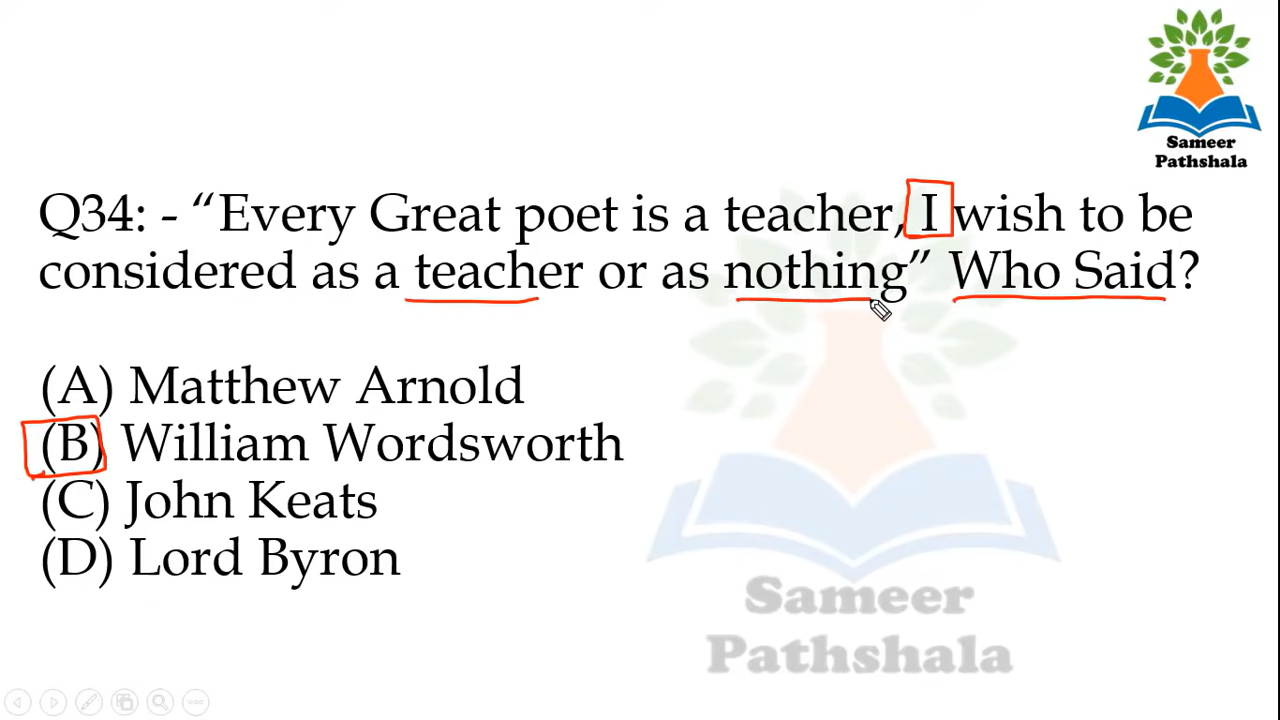 Sameer
Pathshala
Q34: - “Every Great poet is a teacher, I wish to be
considered as a teacher or as nothing” Who Said?
(A) Matthew Arnold
(B) William Wordsworth
(C) John Keats
(D) Lord Byron
Sameer
Pathshala